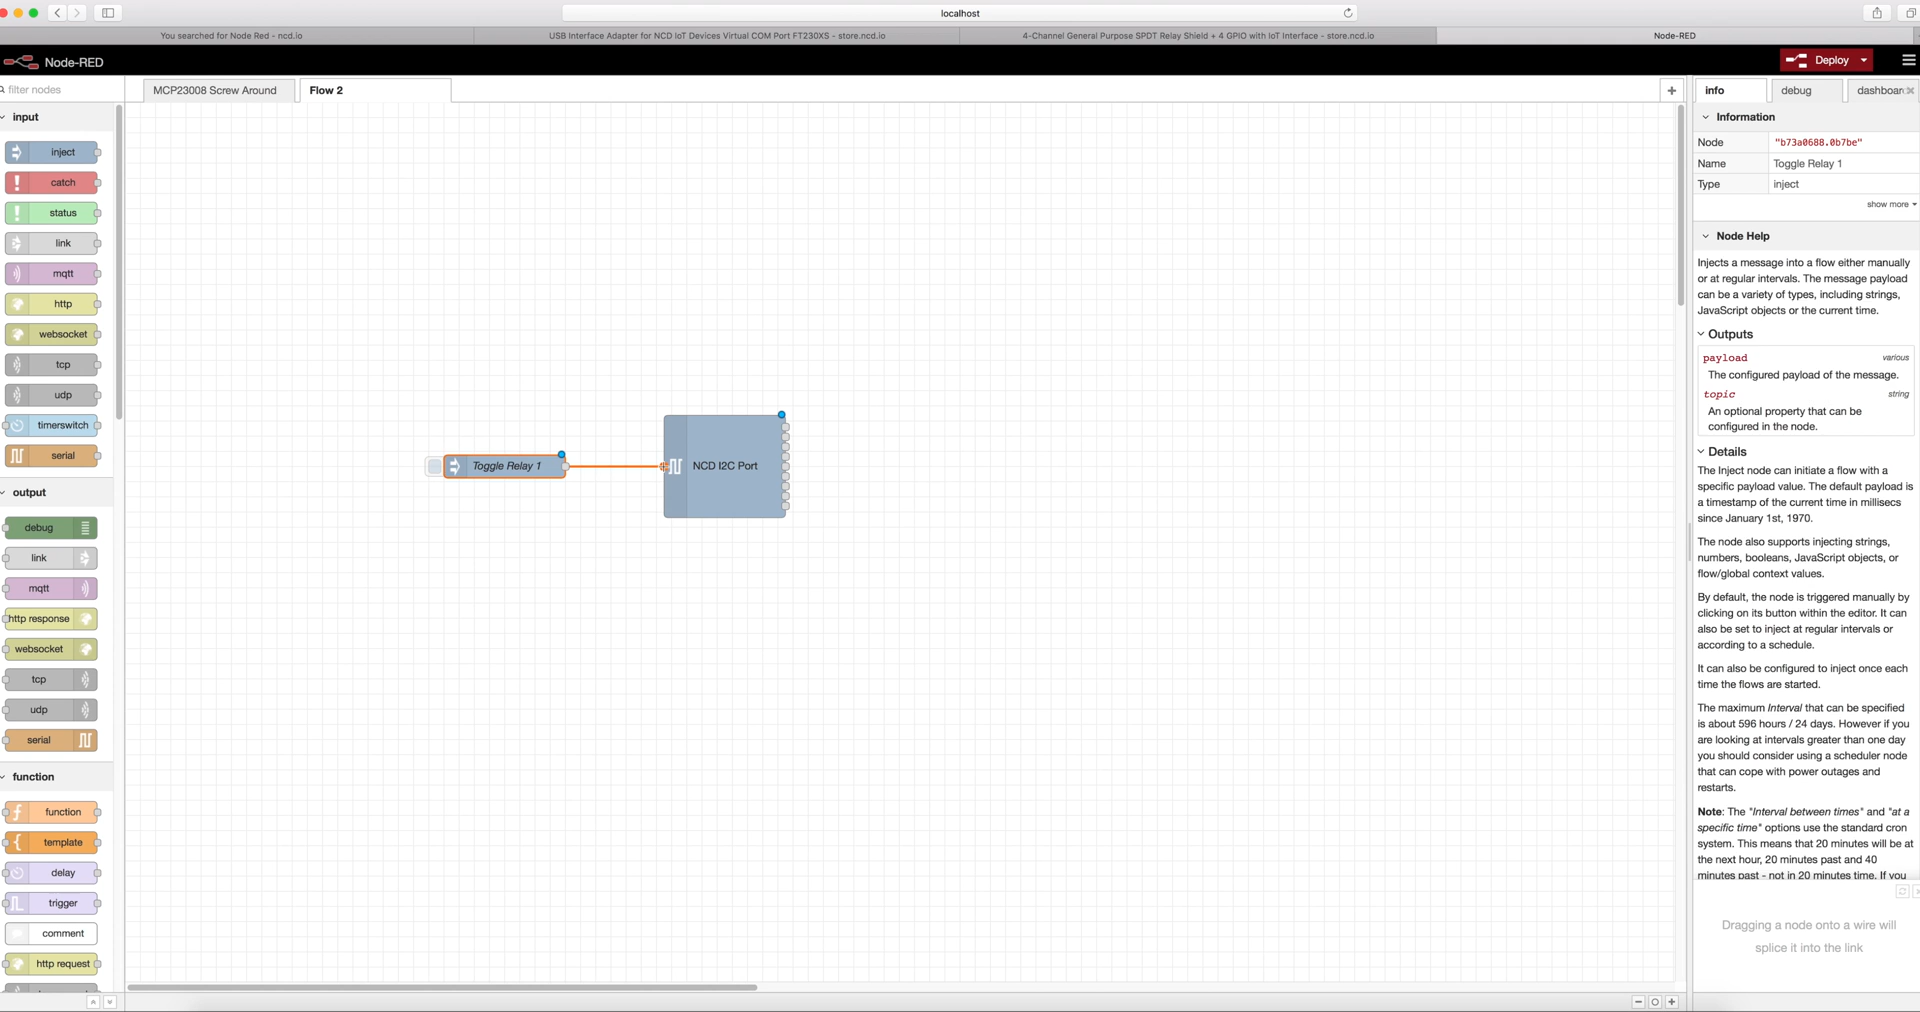 localhost
You searched for Node Red - ncd.io
USB Interface Adapter for NCD IoT Devices Virtual COM Port FT230XS - store.ncd.io
4-Channel General Purpose SPDT Relay Shield + 4 GPIO with IoT Interface - store.ncd.io
Node-RED
Node-RED
Deploy
filter nodes
MCP23008 Screw Around
Flow 2
info
debug
dashboar
input
inject
catch
status
link
mqtt
http
websocket
tcp
udp
timerswitch
serial
output
debug
link
mqtt
http response
websocket
tcp
udp
serial
function
function
template
delay
trigger
comment
http request
Toggle Relay 1
NCD I2C Port
Information
Node "b73a0688.0b7be"
Name Toggle Relay 1
Type inject
show more
Node Help
Injects a message into a flow either manually
or at regular intervals. The message payload
can be a variety of types, including strings,
JavaScript objects or the current time.
Outputs
payload various
The configured payload of the message.
topic string
An optional property that can be
configured in the node.
Details
The Inject node can initiate a flow with a
specific payload value. The default payload is
a timestamp of the current time in millisecs
since January 1st, 1970.
The node also supports injecting strings,
numbers, booleans, JavaScript objects, or
flow/global context values.
By default, the node is triggered manually by
clicking on its button within the editor. It can
also be set to inject at regular intervals or
according to a schedule.
It can also be configured to inject once each
time the flows are started.
The maximum Interval that can be specified
is about 596 hours / 24 days. However if you
are looking at intervals greater than one day
you should consider using a scheduler node
that can cope with power outages and
restarts.
Note: The "Interval between times" and "at a
specific time" options use the standard cron
system. This means that 20 minutes will be at
the next hour, 20 minutes past and 40
minutes past - not in 20 minutes time. If you
Dragging a node onto a wire will
splice it into the link